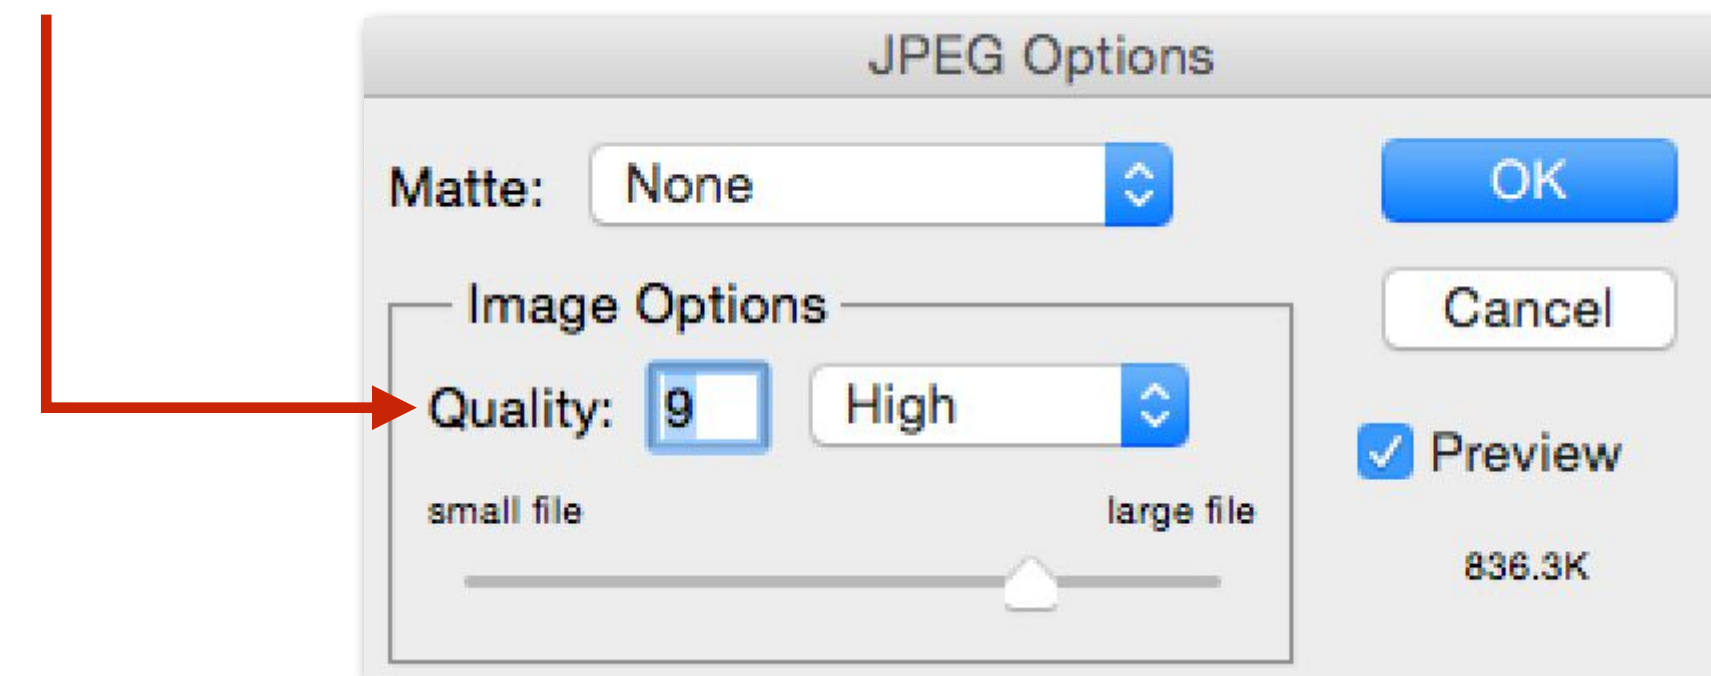 JPEG Options
Matte: None
OK
Image Options
Cancel
Quality: 9 High
Preview
small file large file
836.3K